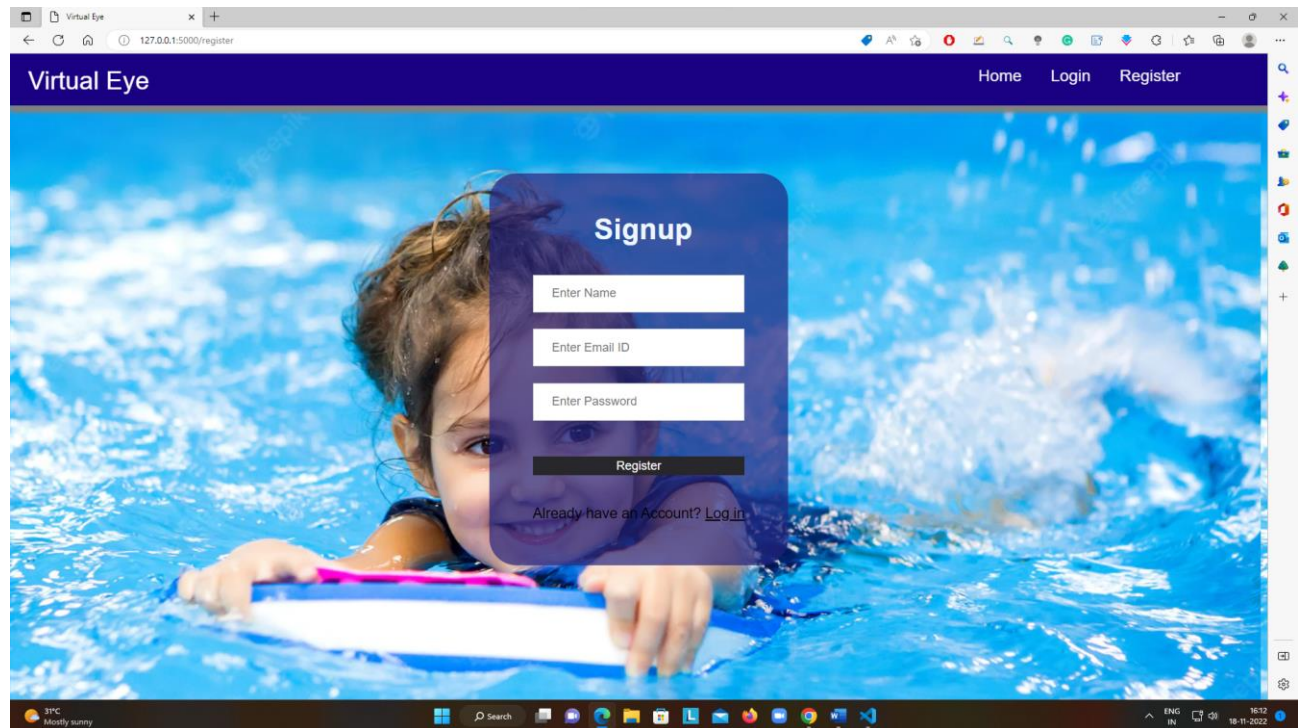 Virtual Eye
127.0.0.1:5000/register
Virtual Eye
Home Login Register
Signup
Enter Name
Enter Email ID
Enter Password
Register
Already have an Account? Log in
31°C
Mostly sunny
Search
ENG
IN
16:12
18-11-2022